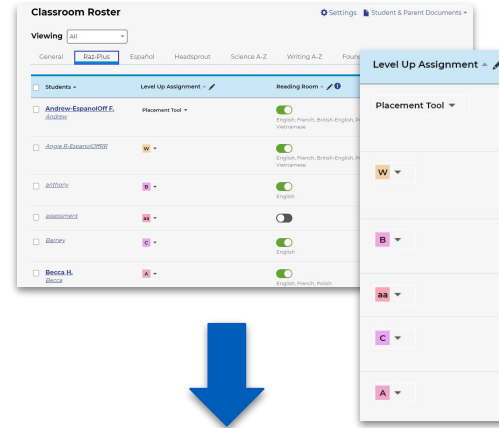 Classroom Roster
Settings Student & Parent Documents
Viewing All
General Raz-Plus Español Headsprout Science A-Z Writing A-Z Foun
Students Level Up Assignment Reading Room
Andrew-EspanolOff F. Placement Tool
Andrew
English, French, British-English, P
Vietnamese
Angie R-EspanolOffRR W
English, French, British-English, P
Vietnamese
anthony B
English
assessment aa
Barney C
English
Becca H. A
Becca
English, French, Polish
Level Up Assignment
Placement Tool
W
B
aa
C
A